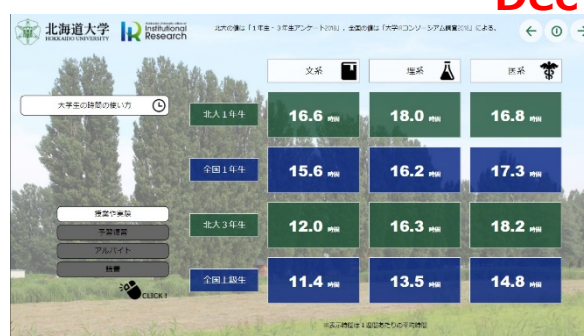 DCC
北海道大学
HOKKAIDO UNIVERSITY
Institutional
Research
北大の値は「1年生・3年生アンケート2018」，全国の値は「大学IRコンソーシアム調査2018」による。
文系
理系
医系
大学生の時間の使い方
北大1年生
16.6 時間
18.0 時間
16.8 時間
全国1年生
15.6 時間
16.2 時間
17.3 時間
授業や実験
予習復習
アルバイト
読書
CLICK !
北大3年生
12.0 時間
16.3 時間
18.2 時間
全国上級生
11.4 時間
13.5 時間
14.8 時間
※表示時間は1週間あたりの平均時間